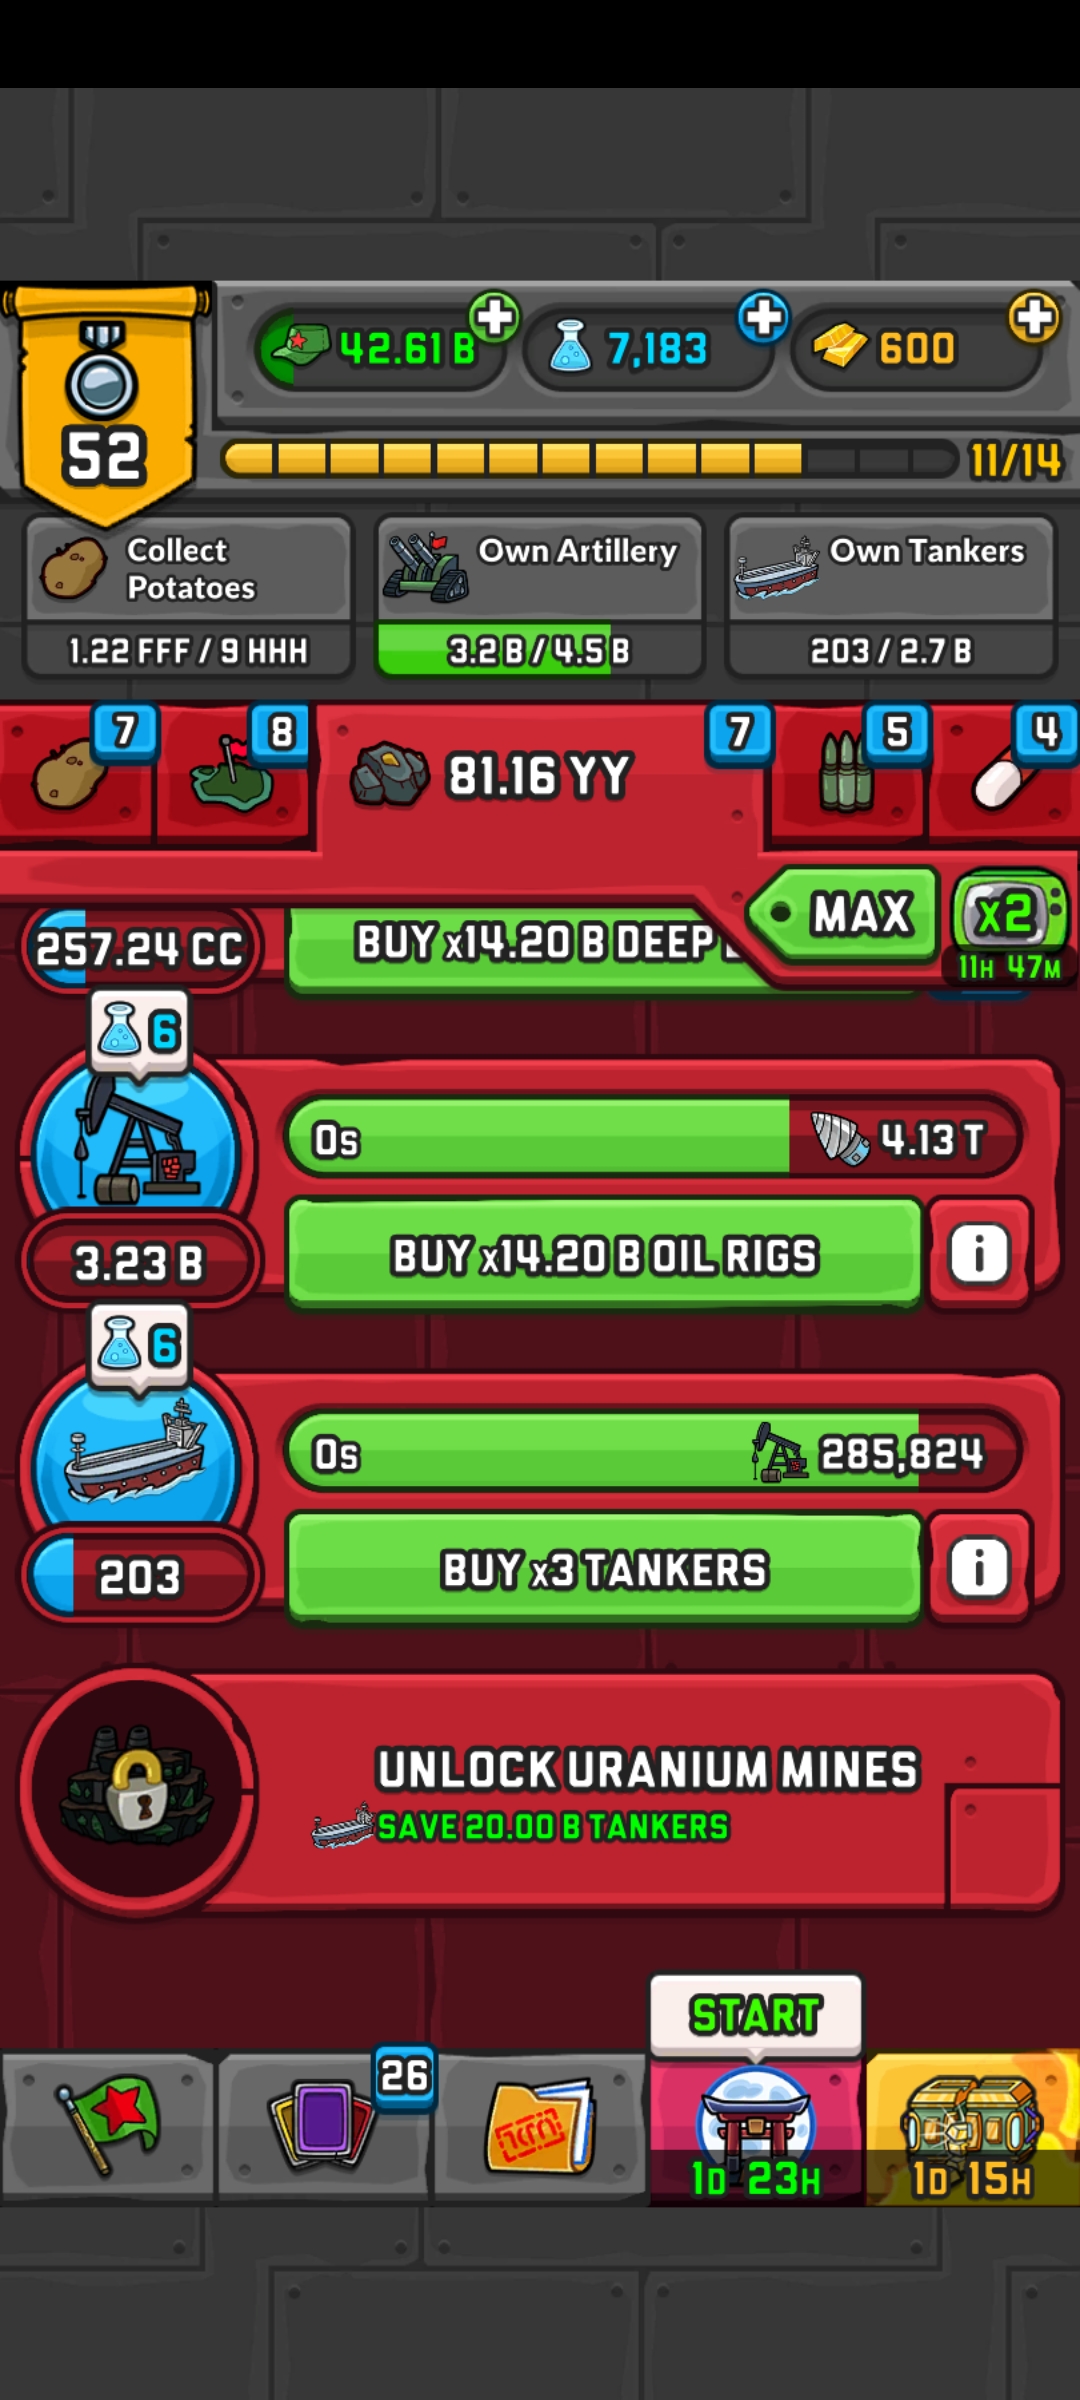 42.61 B
7,183
600
52
11/14
Collect
Potatoes
1.22 FFF / 9 HHH
Own Artillery
3.2 B / 4.5 B
Own Tankers
203 / 2.7 B
7
8
81.16 YY
7
5
4
MAX
x2
11H 47M
257.24 CC
BUY x14.20 B DEEP
6
0s
4.13 T
3.23 B
BUY x14.20 B OIL RIGS
i
6
0s
285,824
203
BUY x3 TANKERS
i
UNLOCK URANIUM MINES
SAVE 20.00 B TANKERS
START
26
1D 23H
1D 15H